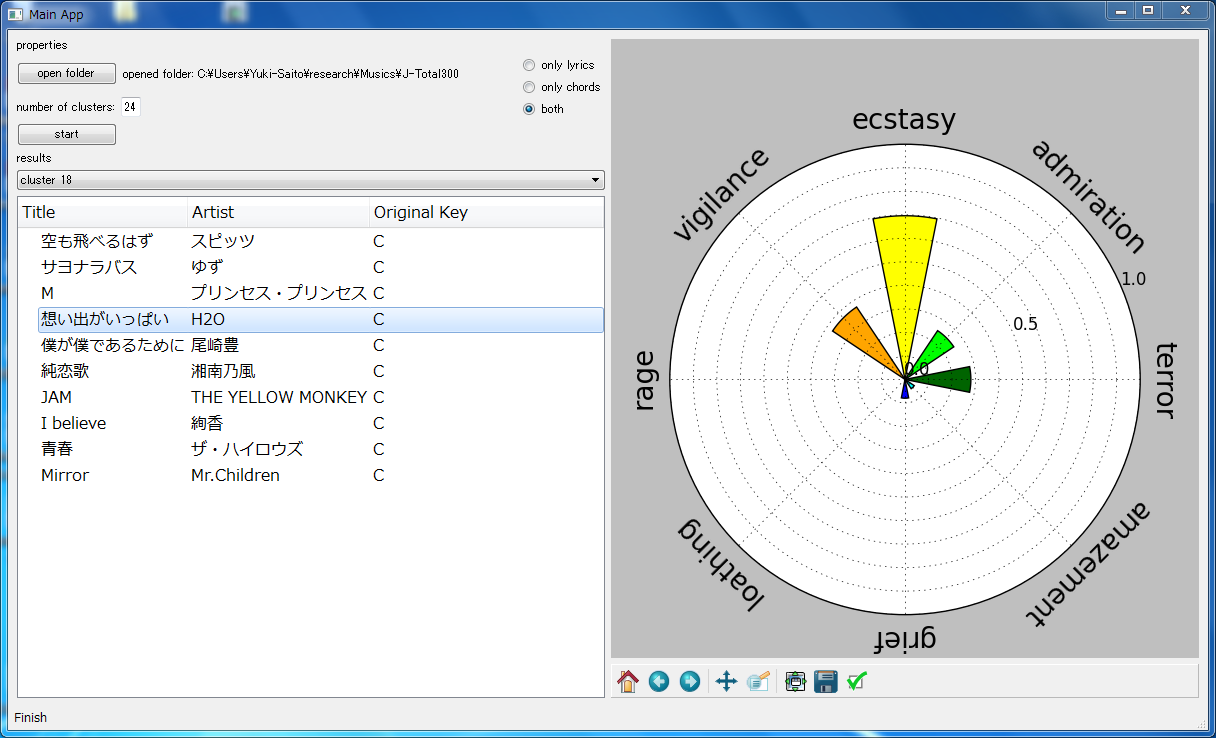 Main App
properties
open folder
opened folder: C:¥Users¥Yuki-Saito¥research¥Musics¥J-Total300
number of clusters: 24
start
only lyrics
only chords
both
results
cluster 18
Title Artist Original Key
空も飛べるはず スピッツ C
サヨナラバス ゆず C
M プリンセス・プリンセス C
想い出がいっぱい H2O C
僕が僕であるために 尾崎豊 C
純恋歌 湘南乃風 C
JAM THE YELLOW MONKEY C
I believe 絢香 C
青春 ザ・ハイロウズ C
Mirror Mr.Children C
ecstasy
admiration
terror
amazement
grief
loathing
rage
vigilance
1.0
0.5
0.0
Finish